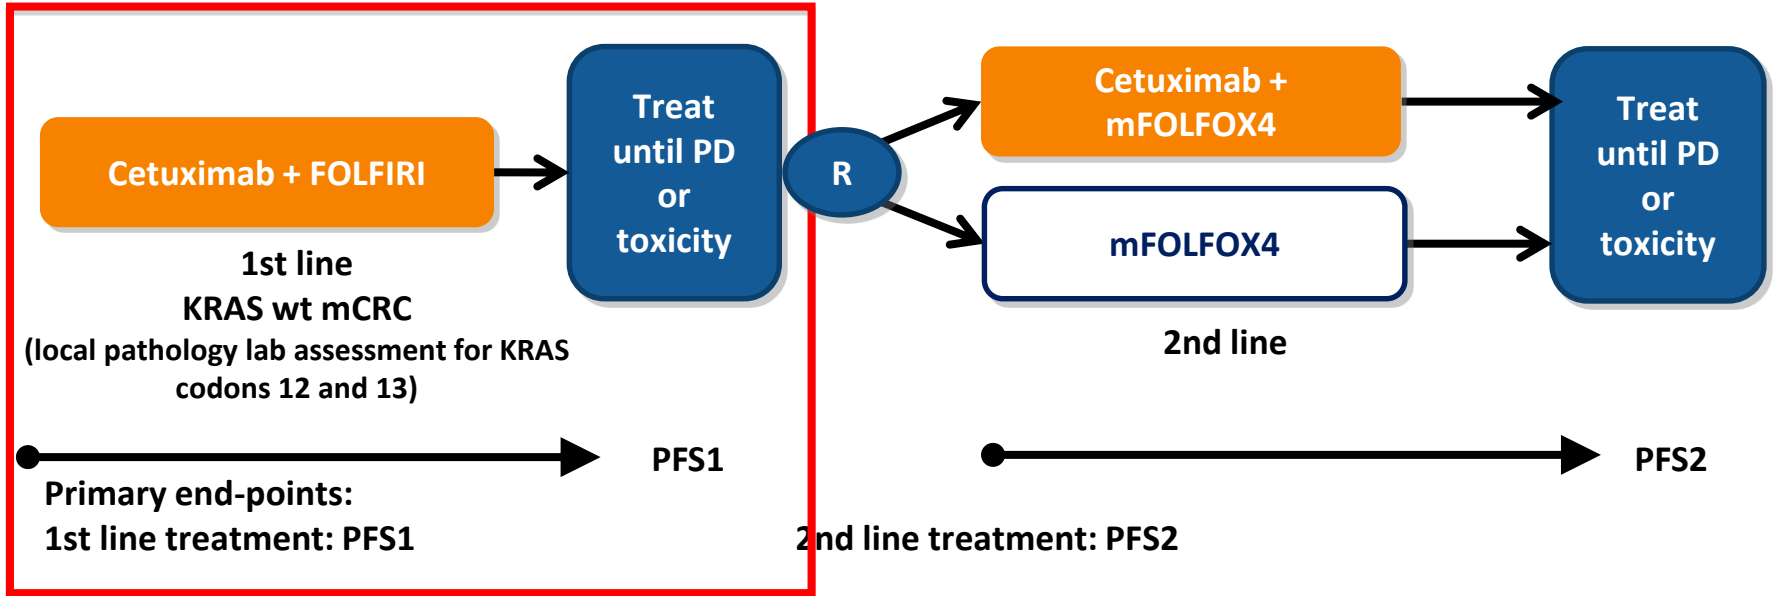 Cetuximab + FOLFIRI
1st line
KRAS wt mCRC
(local pathology lab assessment for KRAS
codons 12 and 13)
Treat
until PD
or
toxicity
R
Cetuximab +
mFOLFOX4
mFOLFOX4
2nd line
Treat
until PD
or
toxicity
PFS1
PFS2
Primary end-points:
1st line treatment: PFS1
2nd line treatment: PFS2